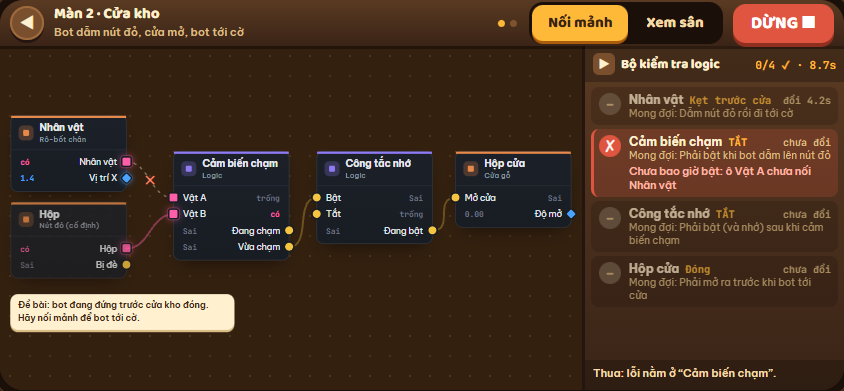 Màn 2 · Cửa kho
Bot dẫm nút đỏ, cửa mở, bot tới cờ
Nối mảnh
Xem sân
DỪNG
Nhân vật
Rô-bốt chân
có Nhân vật
1.4 Vị trí X
Hộp
Nút đỏ (cố định)
có Hộp
Sai Bị đè
Cảm biến chạm
Logic
Vật A trống
Vật B có
Sai Đang chạm
Sai Vừa chạm
Công tắc nhớ
Logic
Bật Sai
Tắt trống
Sai Đang bật
Hộp cửa
Cửa gỗ
Mở cửa Sai
0.00 Độ mở
Đề bài: bot đang đứng trước cửa kho đóng.
Hãy nối mảnh để bot tới cờ.
Bộ kiểm tra logic 0/4 ✓ · 8.7s
Nhân vật Kẹt trước cửa đổi 4.2s
Mong đợi: Dẫm nút đỏ rồi đi tới cờ
Cảm biến chạm TẮT chưa đổi
Mong đợi: Phải bật khi bot dẫm lên nút đỏ
Chưa bao giờ bật: ô Vật A chưa nối
Nhân vật
Công tắc nhớ TẮT chưa đổi
Mong đợi: Phải bật (và nhớ) sau khi
cảm biến chạm
Hộp cửa Đóng chưa đổi
Mong đợi: Phải mở ra trước khi bot tới
cửa
Thua: lỗi nằm ở “Cảm biến chạm”.